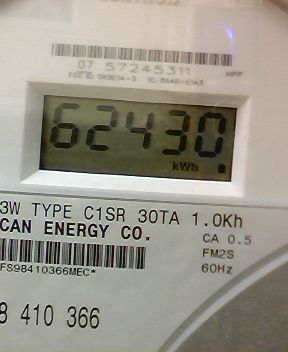 07 57245311 MPP
62430
kWh
3W TYPE C1SR 30TA 1.0Kh
CAN ENERGY CO.
CA 0.5
FM2S
60Hz
FS98410366MEC*
8 410 366